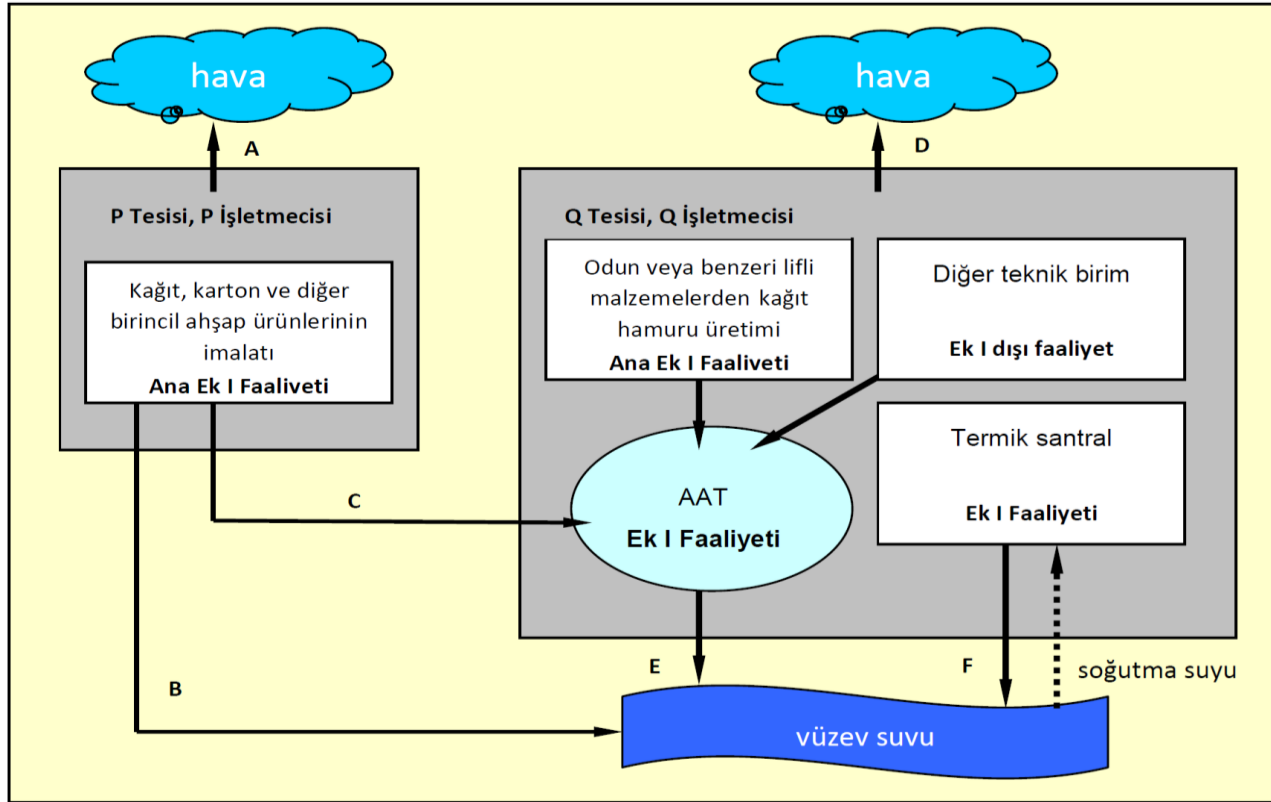 hava
hava
A
D
P Tesisi, P İşletmecisi
Kağıt, karton ve diğer
birincil ahşap ürünlerinin
imalatı
Ana Ek I Faaliveti
Q Tesisi, Q İşletmecisi
Odun veya benzeri lifli
malzemelerden kağıt
hamuru üretimi
Ana Ek I Faaliveti
Diğer teknik birim
Ek I dışı faaliyet
Termik santral
Ek I Faaliyeti
AAT
Ek I Faaliyeti
C
B
E
F
soğutma suyu
vüzev suvu